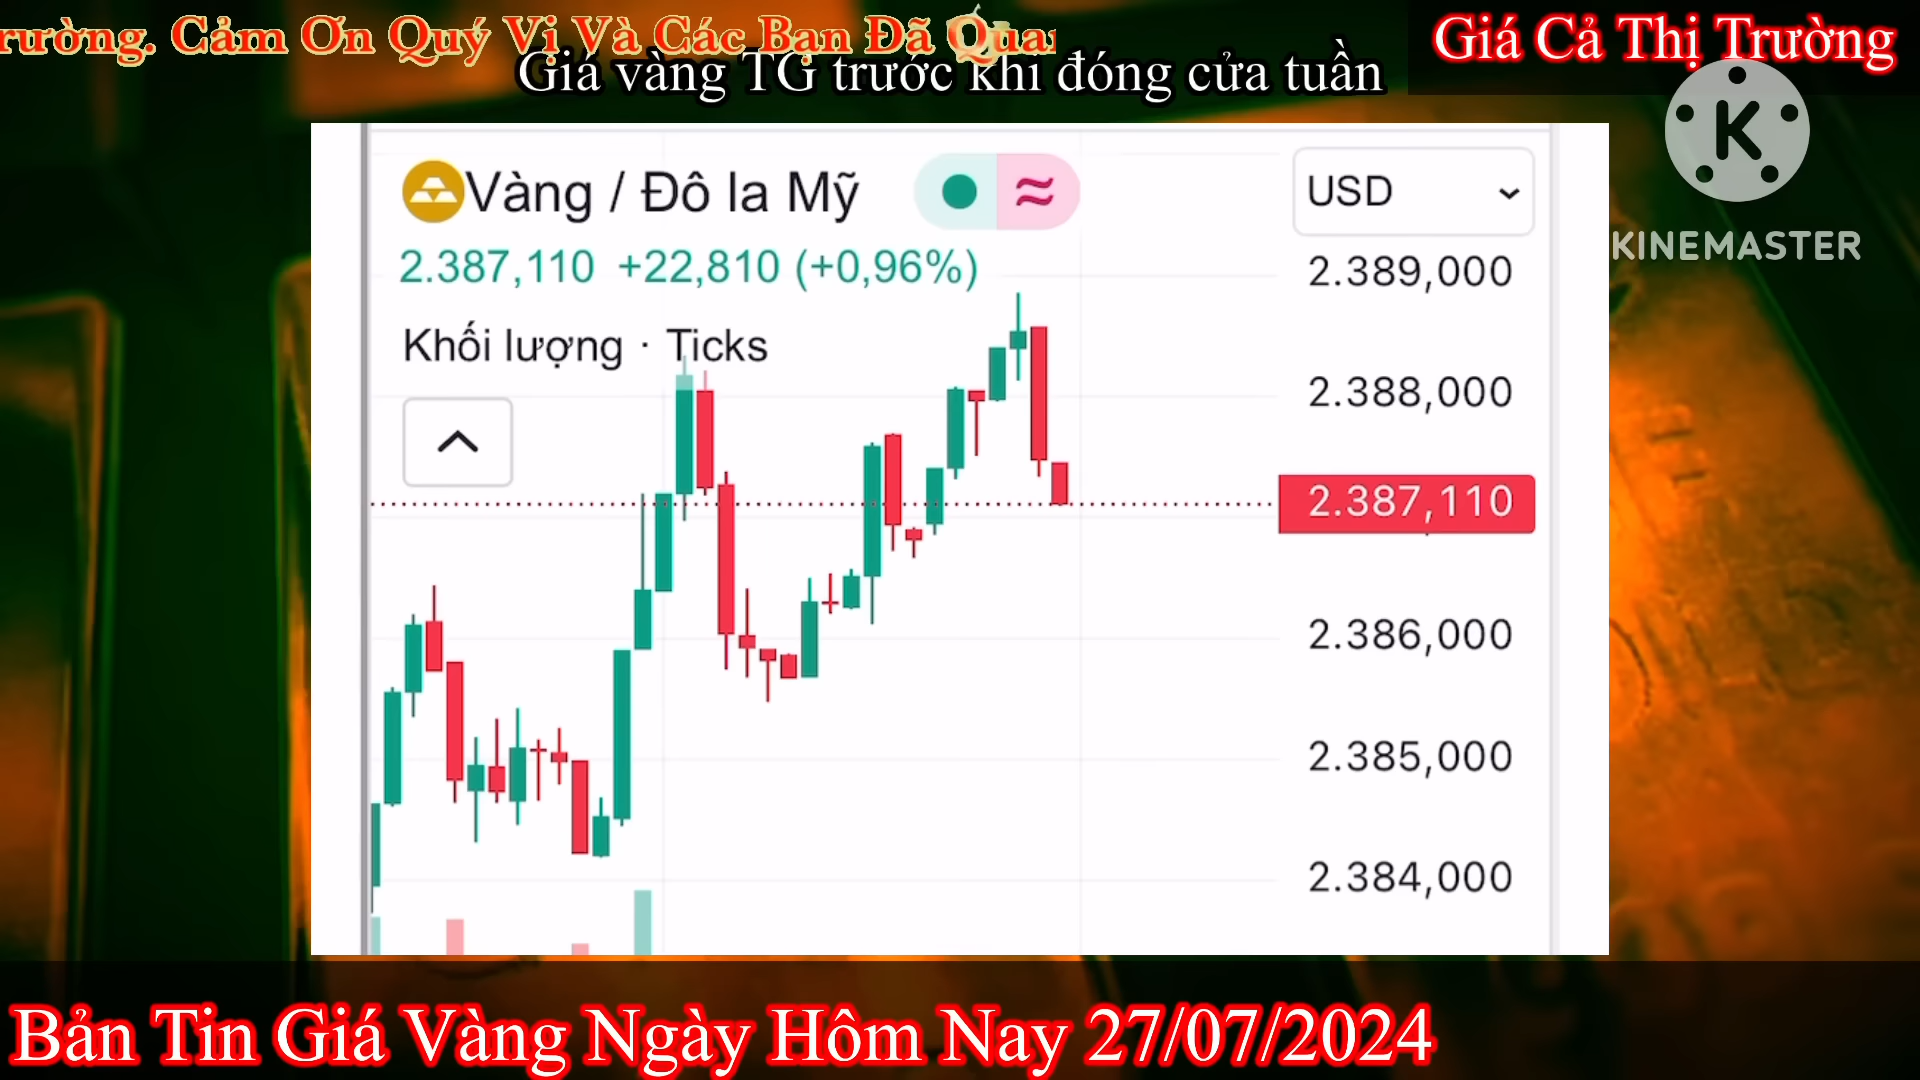 rường. Cảm Ơn Quý Vị Và Các Bạn Đã Qua
Giá Cả Thị Trường
Giá vàng TG trước khi đóng cửa tuần
K
KINEMASTER
Vàng / Đô la Mỹ
USD
2.387,110 +22,810 (+0,96%)
Khối lượng · Ticks
2.389,000
2.388,000
2.387,110
2.386,000
2.385,000
2.384,000
Bản Tin Giá Vàng Ngày Hôm Nay 27/07/2024